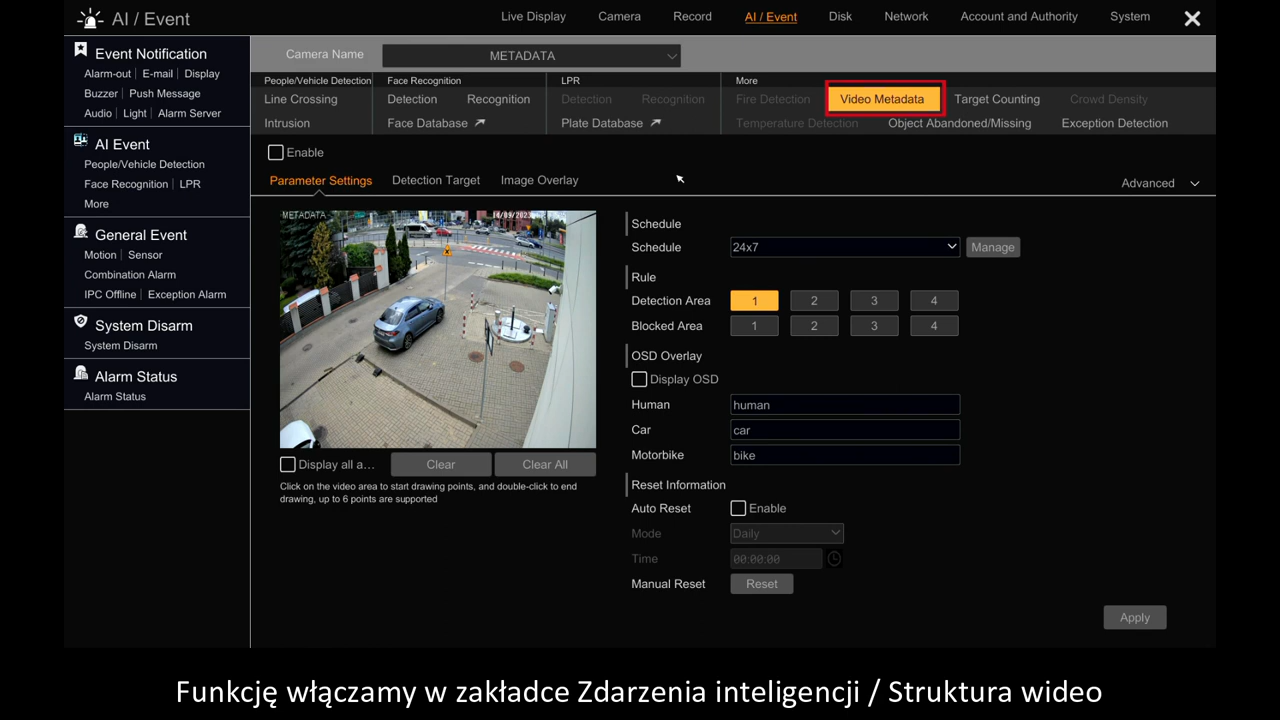 AI / Event
Live Display Camera Record AI / Event Disk Network Account and Authority System
Event Notification
Alarm-out E-mail Display
Buzzer Push Message
Audio Light Alarm Server
AI Event
People/Vehicle Detection
Face Recognition LPR
More
General Event
Motion Sensor
Combination Alarm
IPC Offline Exception Alarm
System Disarm
System Disarm
Alarm Status
Alarm Status
Camera Name METADATA
People/Vehicle Detection Face Recognition LPR More
Line Crossing Detection Recognition Detection Recognition Fire Detection Video Metadata Target Counting Crowd Density
Intrusion Face Database Plate Database Temperature Detection Object Abandoned/Missing Exception Detection
Enable
Parameter Settings Detection Target Image Overlay Advanced
METADATA
Display all a...
Clear
Clear All
Click on the video area to start drawing points, and double-click to end
drawing, up to 6 points are supported
Schedule
Schedule 24x7 Manage
Rule
Detection Area 1 2 3 4
Blocked Area 1 2 3 4
OSD Overlay
Display OSD
Human human
Car car
Motorbike bike
Reset Information
Auto Reset Enable
Mode Daily
Time 00:00:00
Manual Reset Reset
Apply
Funkcję włączamy w zakładce Zdarzenia inteligencji / Struktura wideo